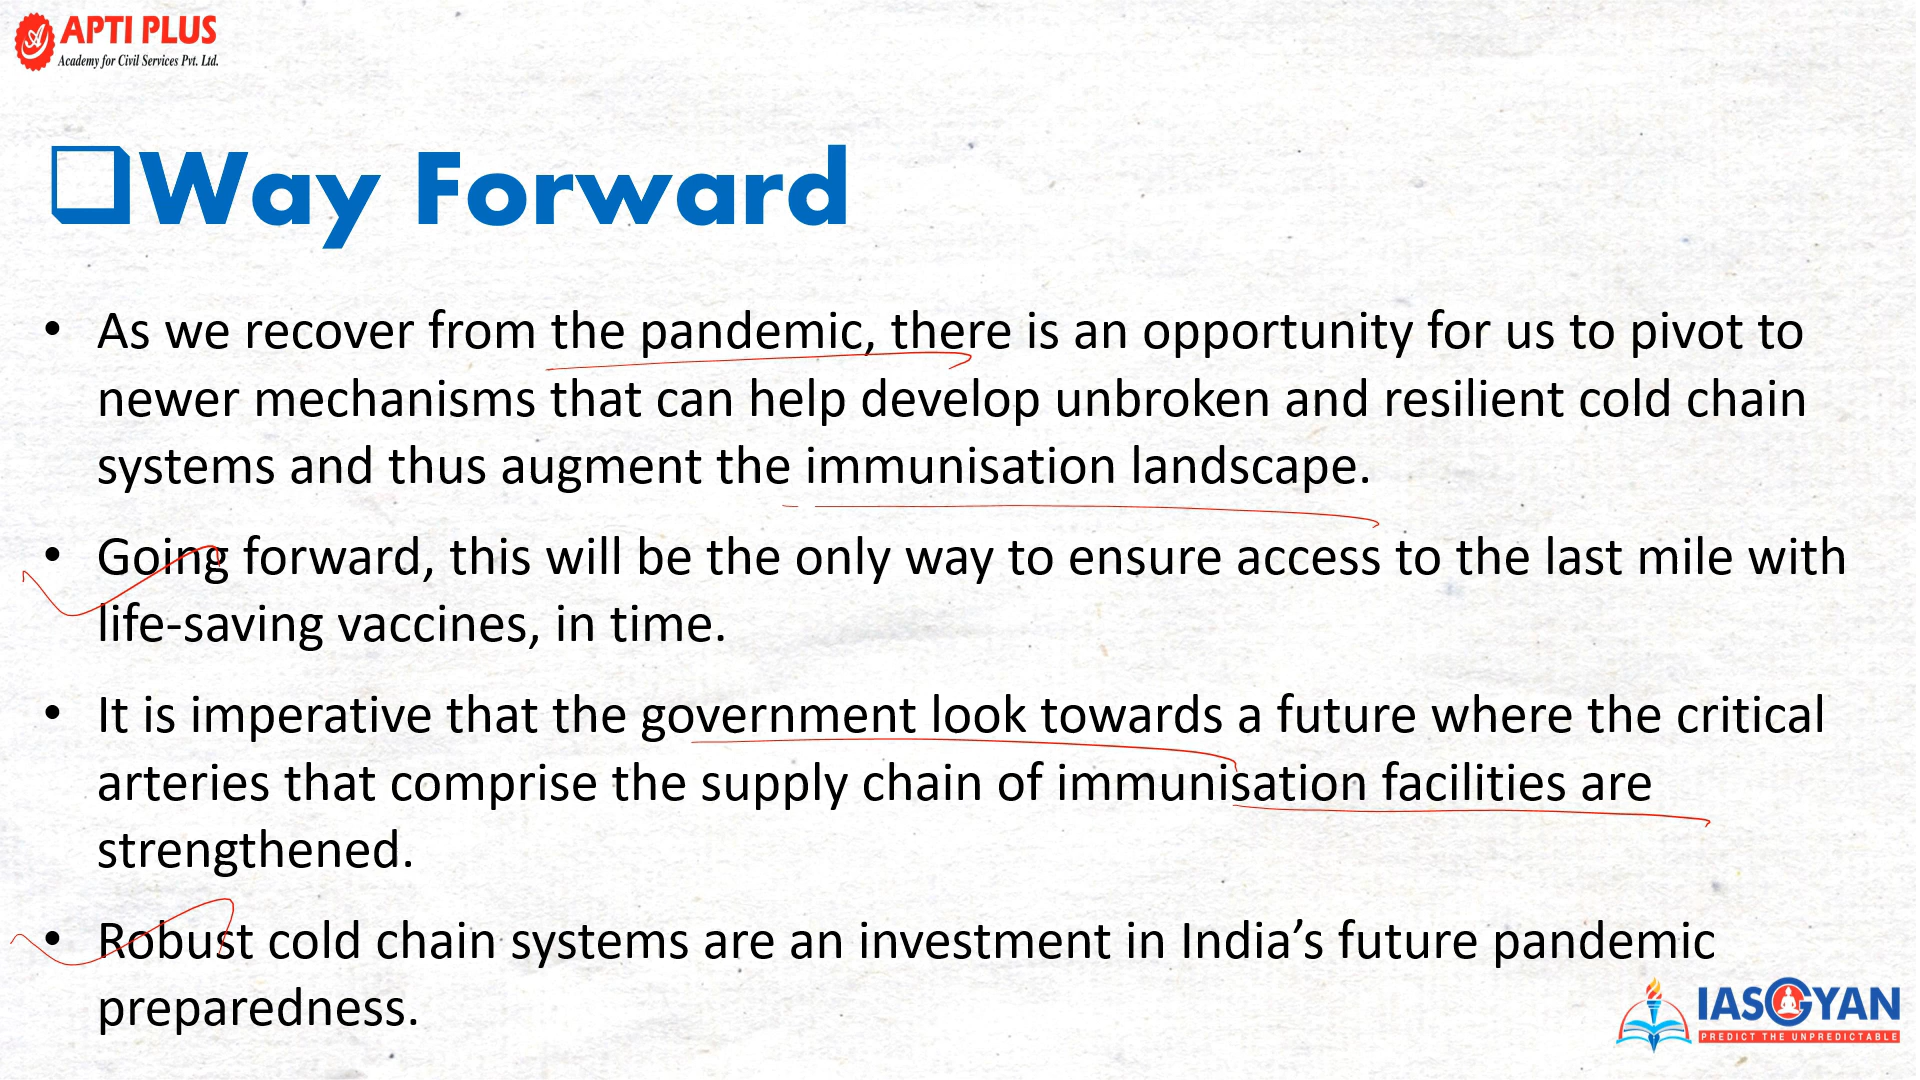 APTI PLUS
Academy for Civil Services Pvt. Ltd.
❑Way Forward
• As we recover from the pandemic, there is an opportunity for us to pivot to
newer mechanisms that can help develop unbroken and resilient cold chain
systems and thus augment the immunisation landscape.
• Going forward, this will be the only way to ensure access to the last mile with
life-saving vaccines, in time.
• It is imperative that the government look towards a future where the critical
arteries that comprise the supply chain of immunisation facilities are
strengthened.
• Robust cold chain systems are an investment in India’s future pandemic
preparedness.
IASGYAN
PREDICT THE UNPREDICTABLE